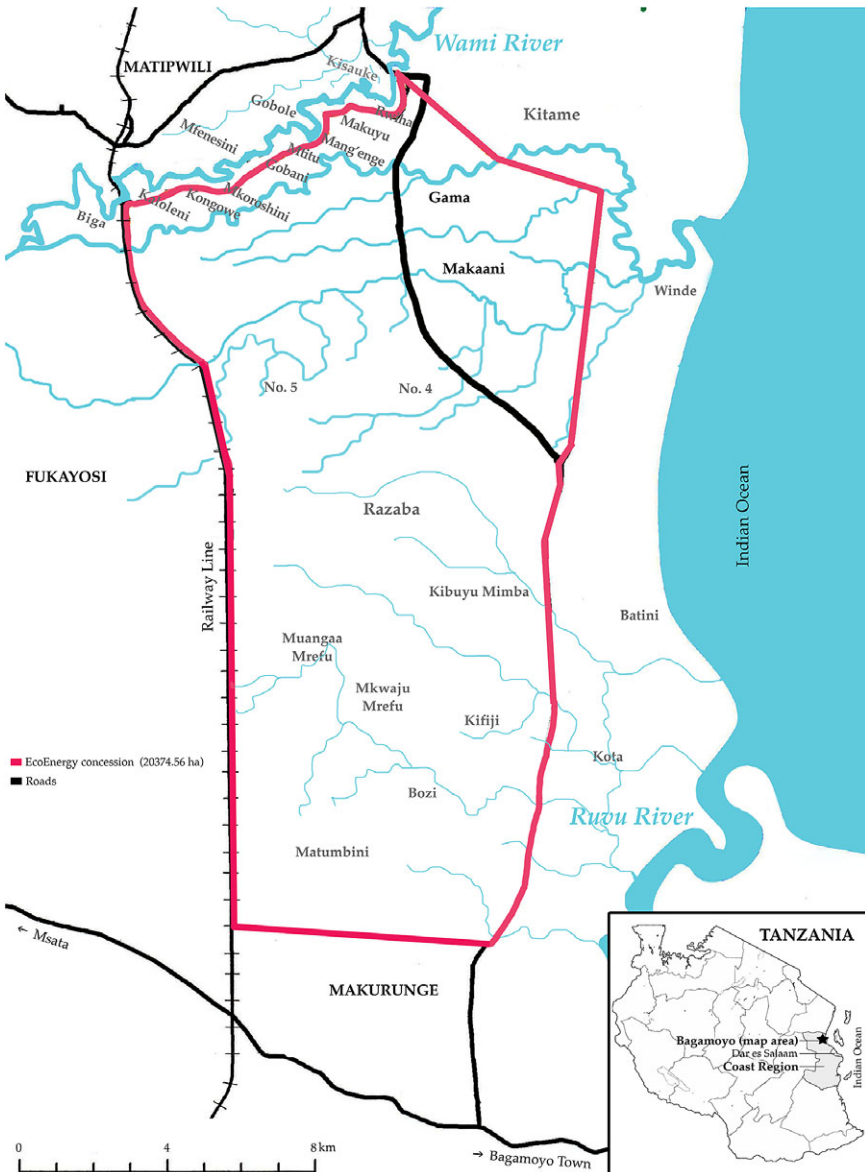 Wami River
MATIPWILI
Kisauke
Gobole
Kitame
Mfenesini
Makuyu
Mang'enge
Gobani
Mkoroshini
Kongowe
Biga
Gama
Makaani
Winde
No. 5
No. 4
FUKAYOSI
Razaba
Indian Ocean
Railway Line
Kibuyu Mimba
Batini
Muangaa
Mrefu
Mkwaju
Mrefu
Kifiji
Kota
EcoEnergy concession (20374.56 ha)
Roads
Bozi
Ruvu River
Matumbini
← Msata
MAKURUNGE
TANZANIA
Bagamoyo (map area)
Dar es Salaam
Coast Region
Indian Ocean
0 4 8 km
→ Bagamoyo Town